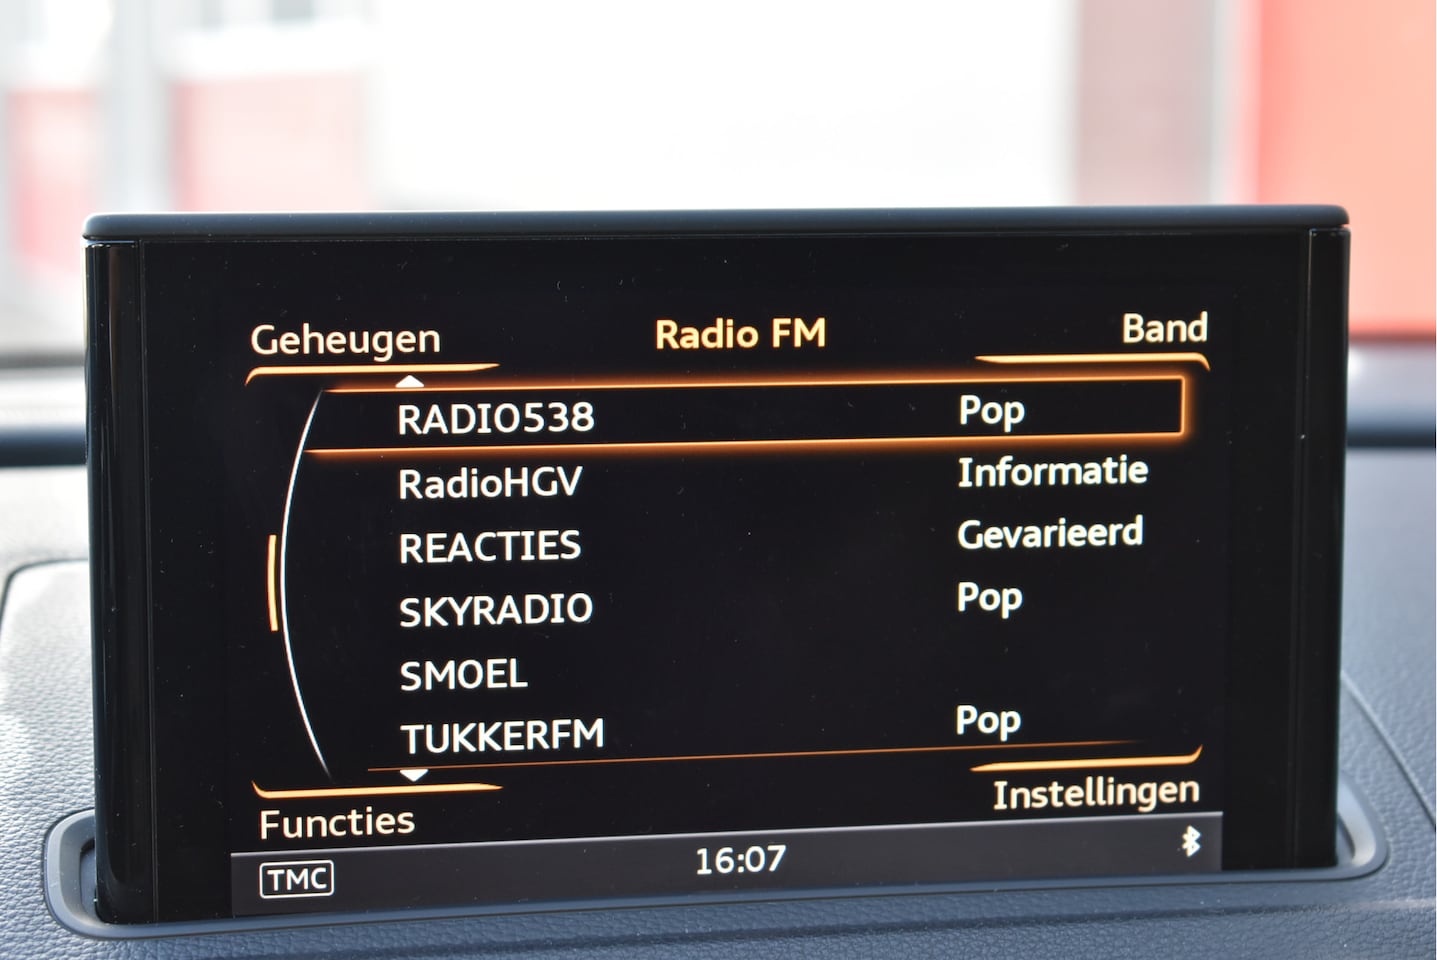 Geheugen Radio FM Band
RADIO538 Pop
RadioHGV Informatie
REACTIES Gevarieerd
SKYRADIO Pop
SMOEL
TUKKERFM Pop
Functies Instellingen
TMC 16:07